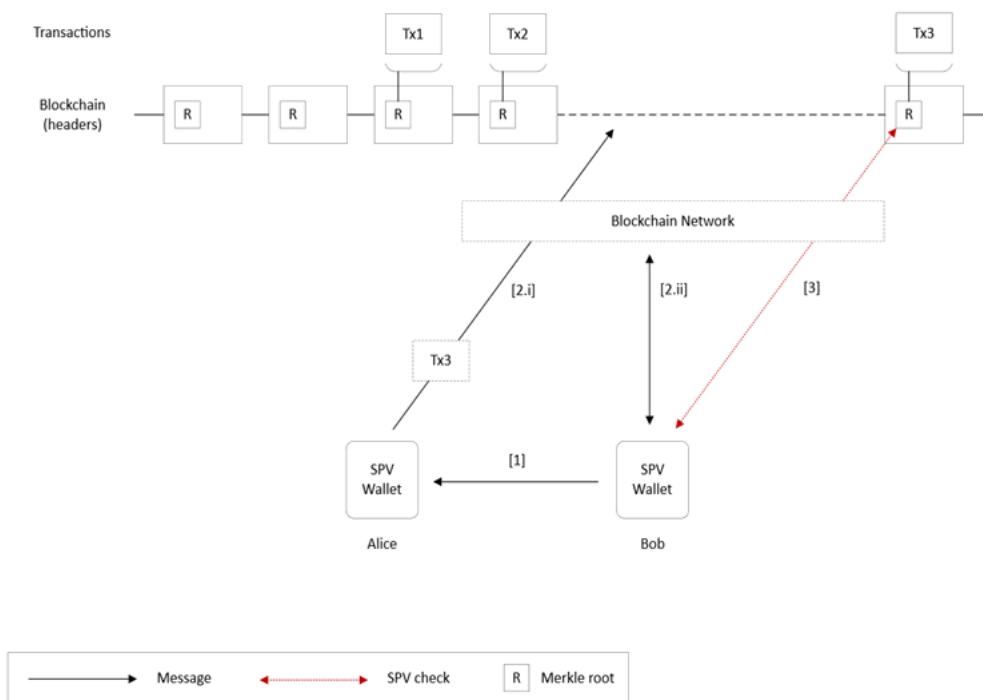 Transactions
Tx1
Tx2
Tx3
Blockchain
(headers)
R
R
R
R
R
Blockchain Network
[2.i]
[2.ii]
[3]
Tx3
SPV
Wallet
[1]
SPV
Wallet
Alice
Bob
Message
SPV check
R
Merkle root